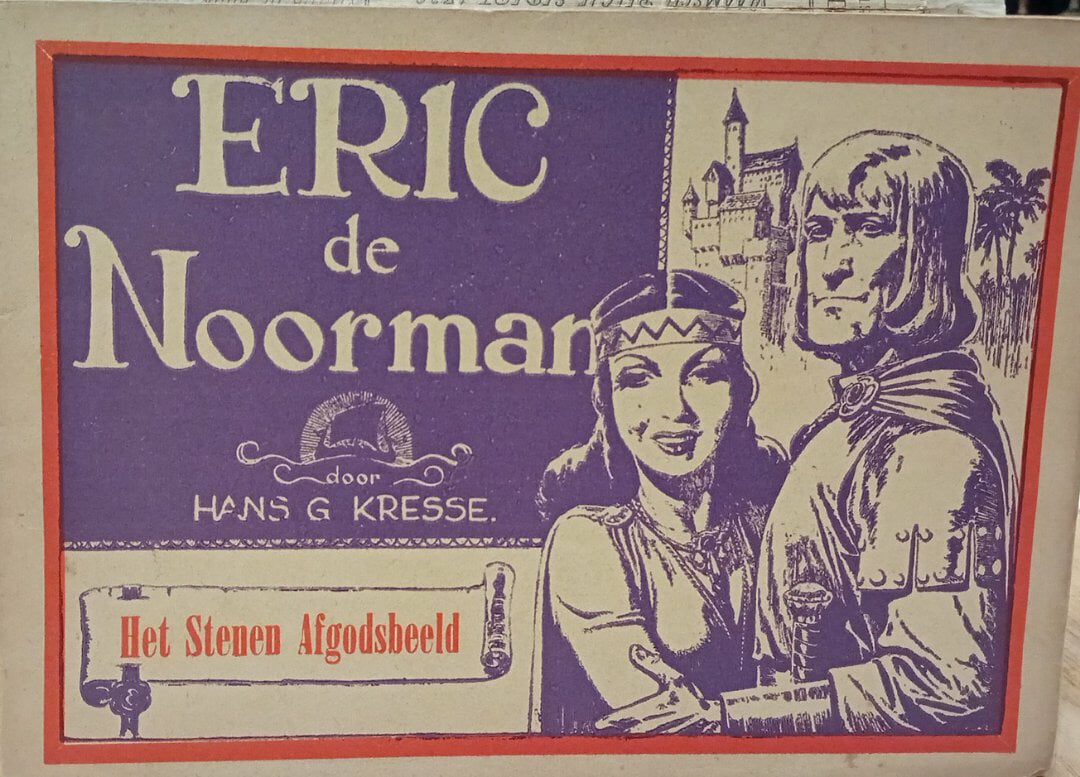 ERIC
de
Noorman
door
HANS G KRESSE.
Het Stenen Afgodsbeeld